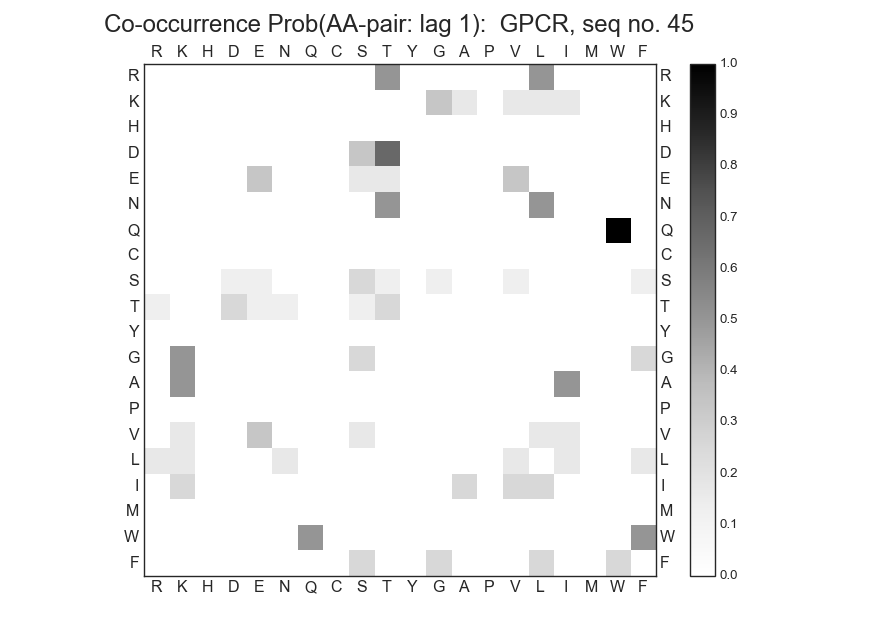 Co-occurrence Prob(AA-pair: lag 1):  GPCR, seq no. 45
R K H D E N Q C S T Y G A P V L I M W F
R R
K K
H H
D D
E E
N N
Q Q
C C
S S
T T
Y Y
G G
A A
P P
V V
L L
I I
M M
W W
F F
R K H D E N Q C S T Y G A P V L I M W F
1.0
0.9
0.8
0.7
0.6
0.5
0.4
0.3
0.2
0.1
0.0